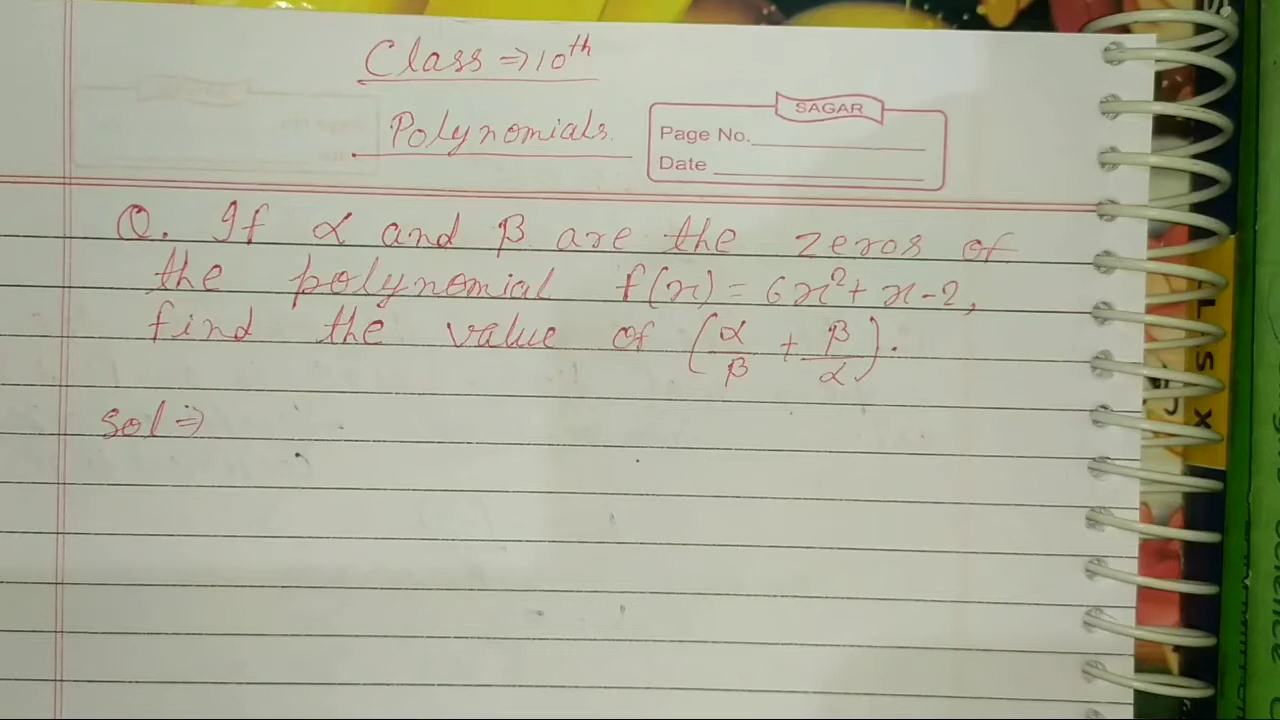 Class ⇒ 10th
Polynomials.
SAGAR
Page No.
Date
Q. If α and β are the zeros of
the polynomial f(x) = 6x² + x - 2,
find the value of (α/β + β/α).
Sol ⇒